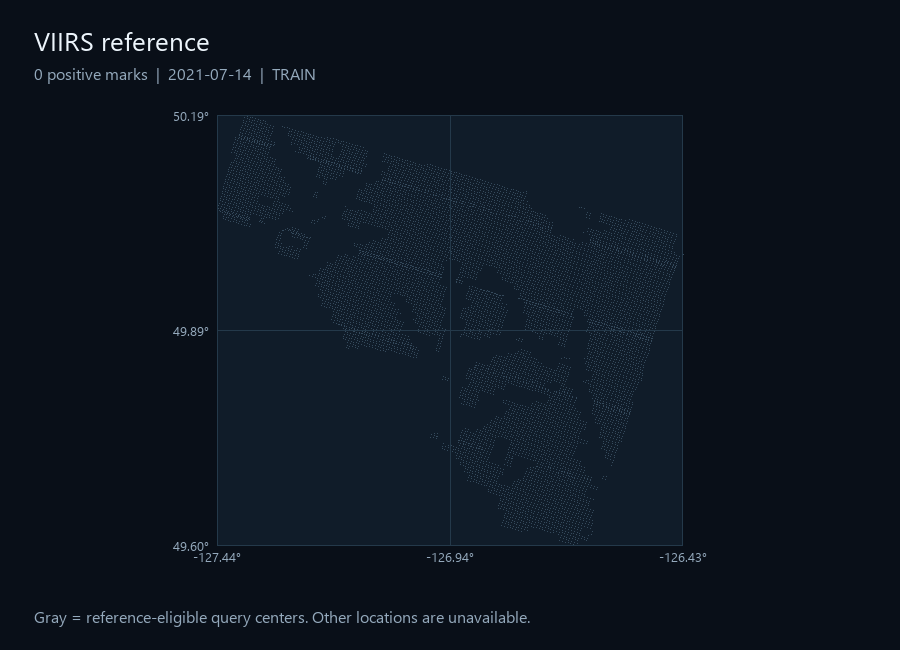 VIIRS reference
0 positive marks | 2021-07-14 | TRAIN
50.19°
49.89°
49.60°
-127.44° -126.94° -126.43°
Gray = reference-eligible query centers. Other locations are unavailable.